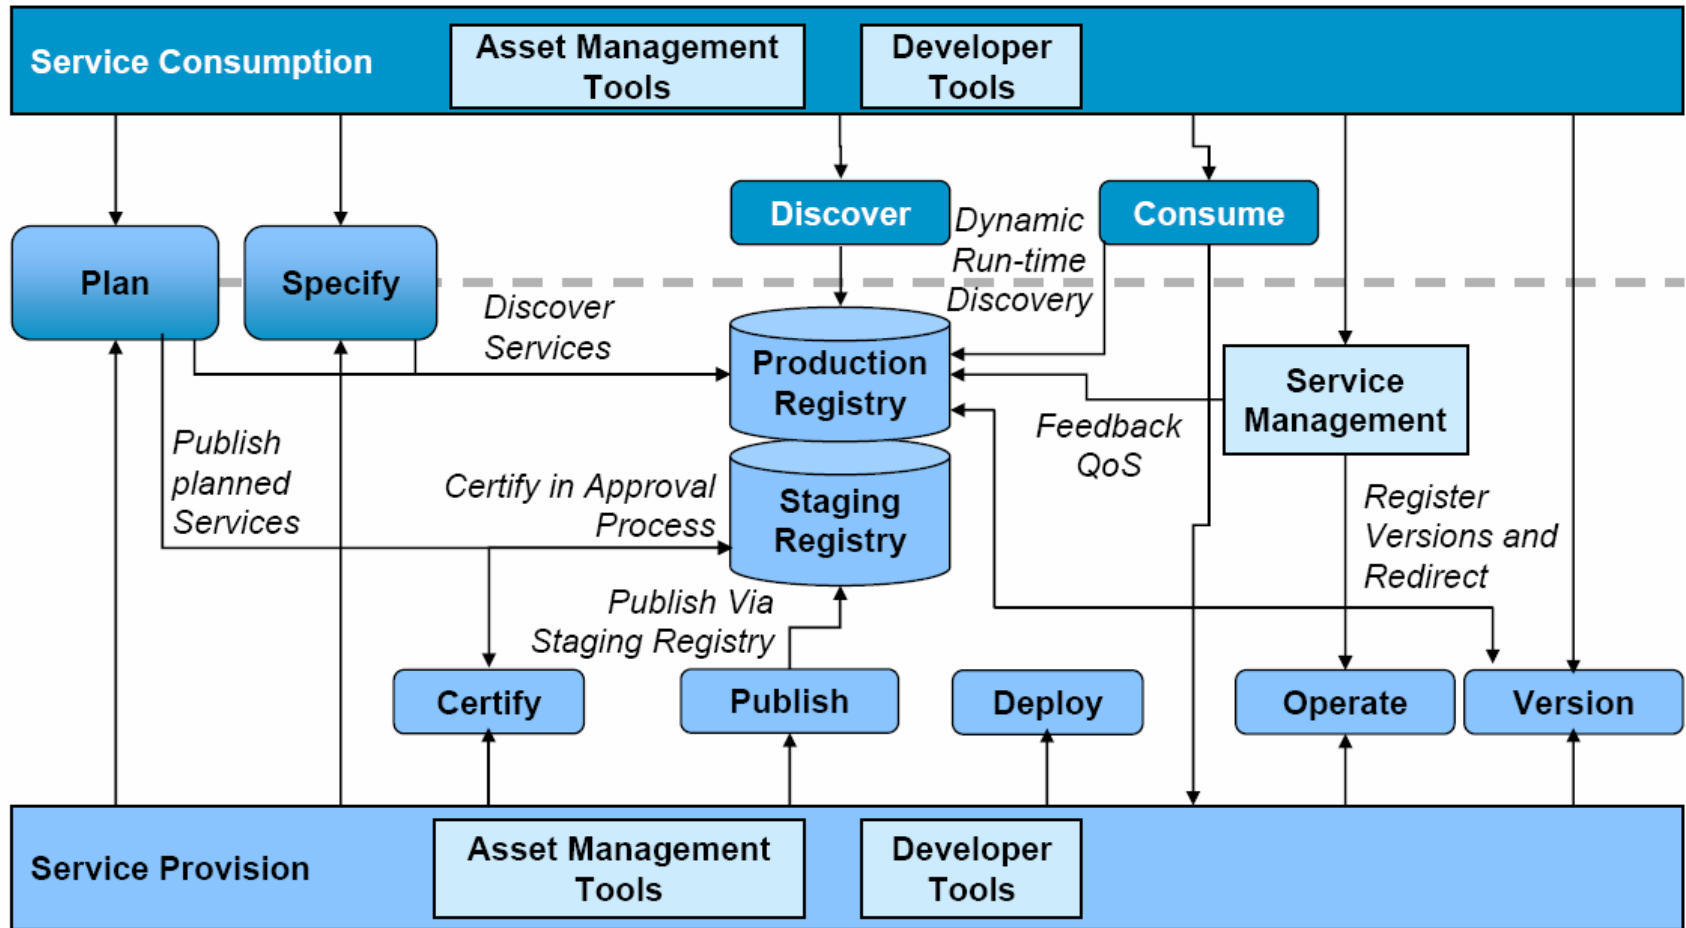 Service Consumption
Asset Management
Tools
Developer
Tools
Discover
Consume
Dynamic
Run-time
Discovery
Plan
Specify
Discover
Services
Production
Registry
Service
Management
Feedback
QoS
Publish
planned
Services
Certify in Approval
Process
Staging
Registry
Register
Versions and
Redirect
Publish Via
Staging Registry
Certify
Publish
Deploy
Operate
Version
Service Provision
Asset Management
Tools
Developer
Tools